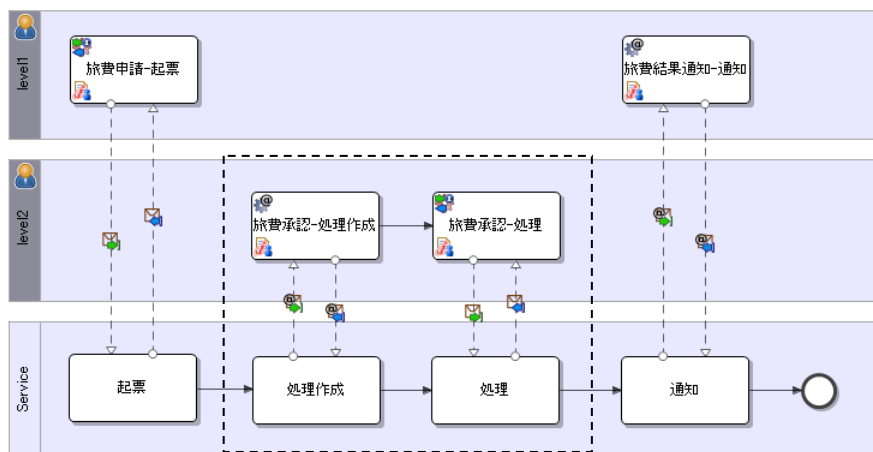 level1
旅費申請-起票
旅費結果通知-通知
level2
旅費承認-処理作成
旅費承認-処理
Service
起票
処理作成
処理
通知